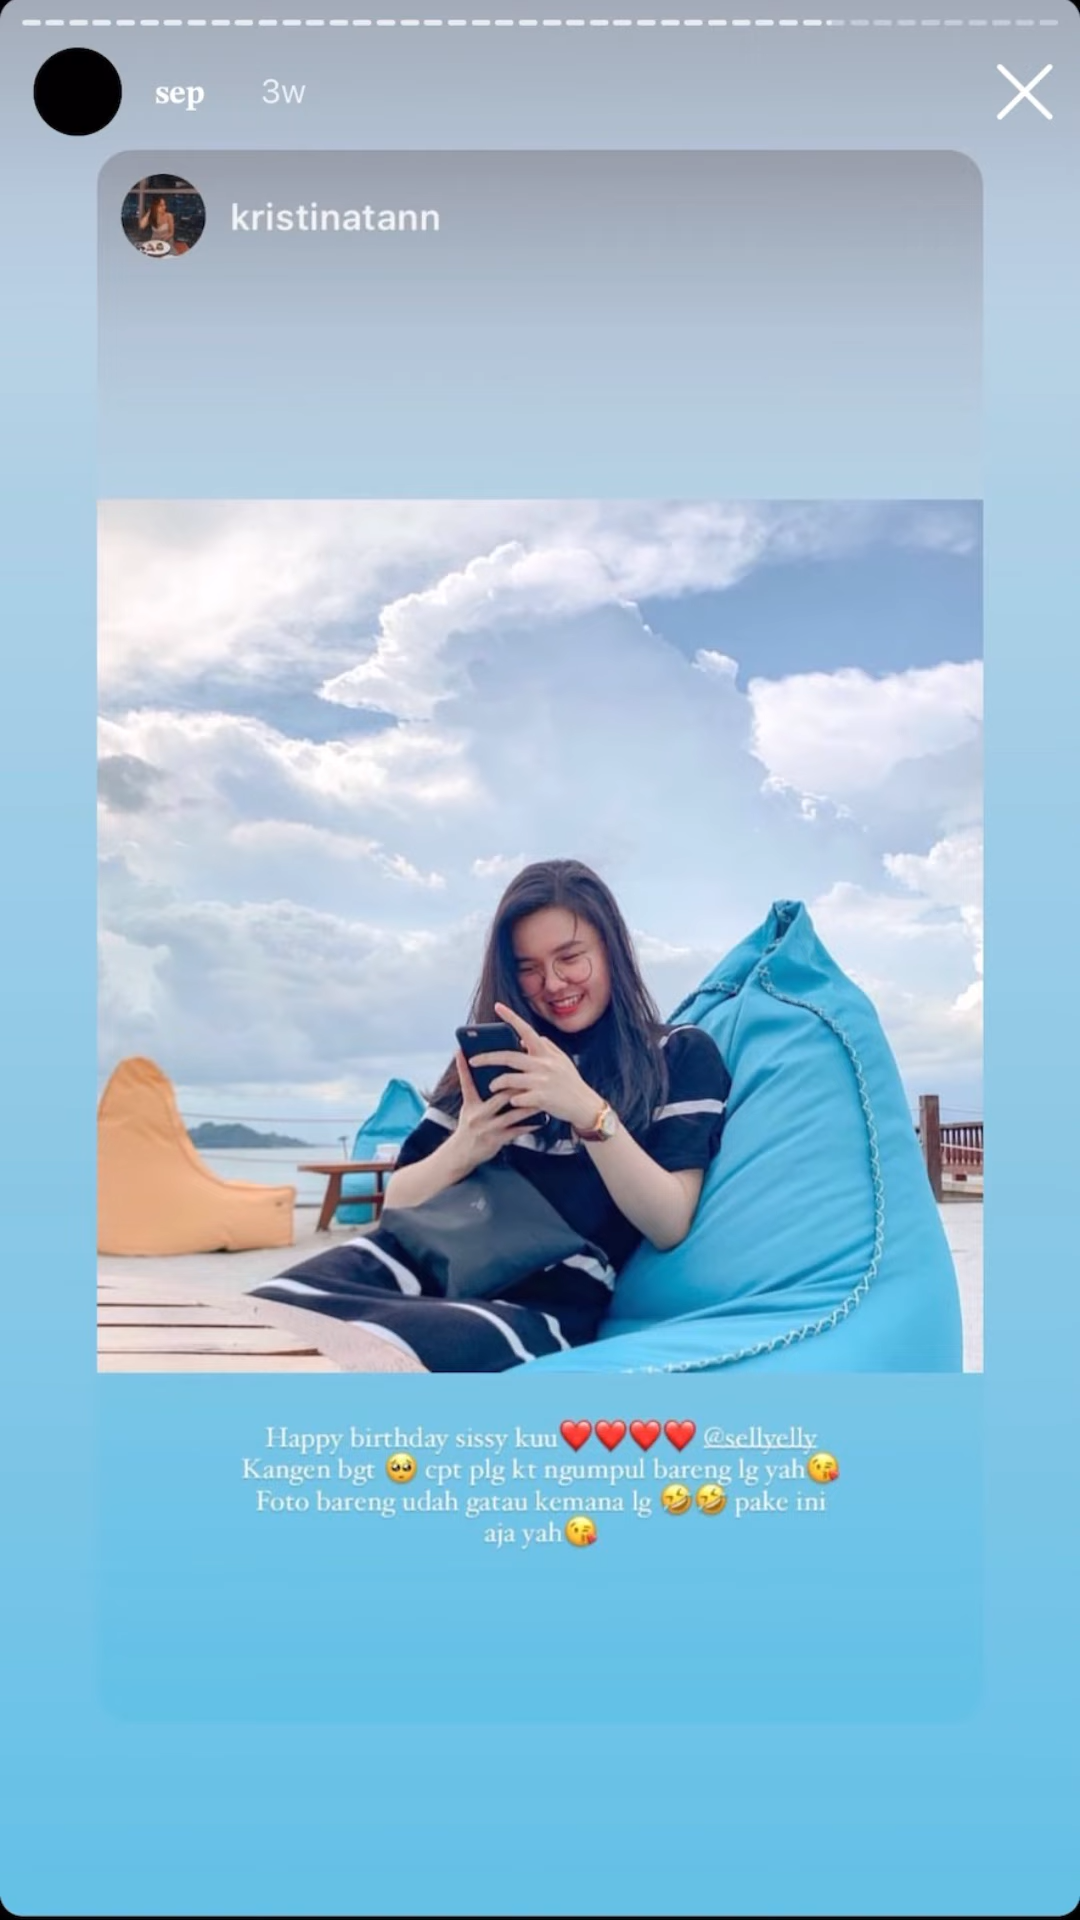 sep 3w
kristinatann
Happy birthday sissy kuu❤️❤️❤️❤️ @sellyelly
Kangen bgt 🥺 cpt plg kt ngumpul bareng lg yah😘
Foto bareng udah gatau kemana lg 🤣🤣 pake ini
aja yah😘